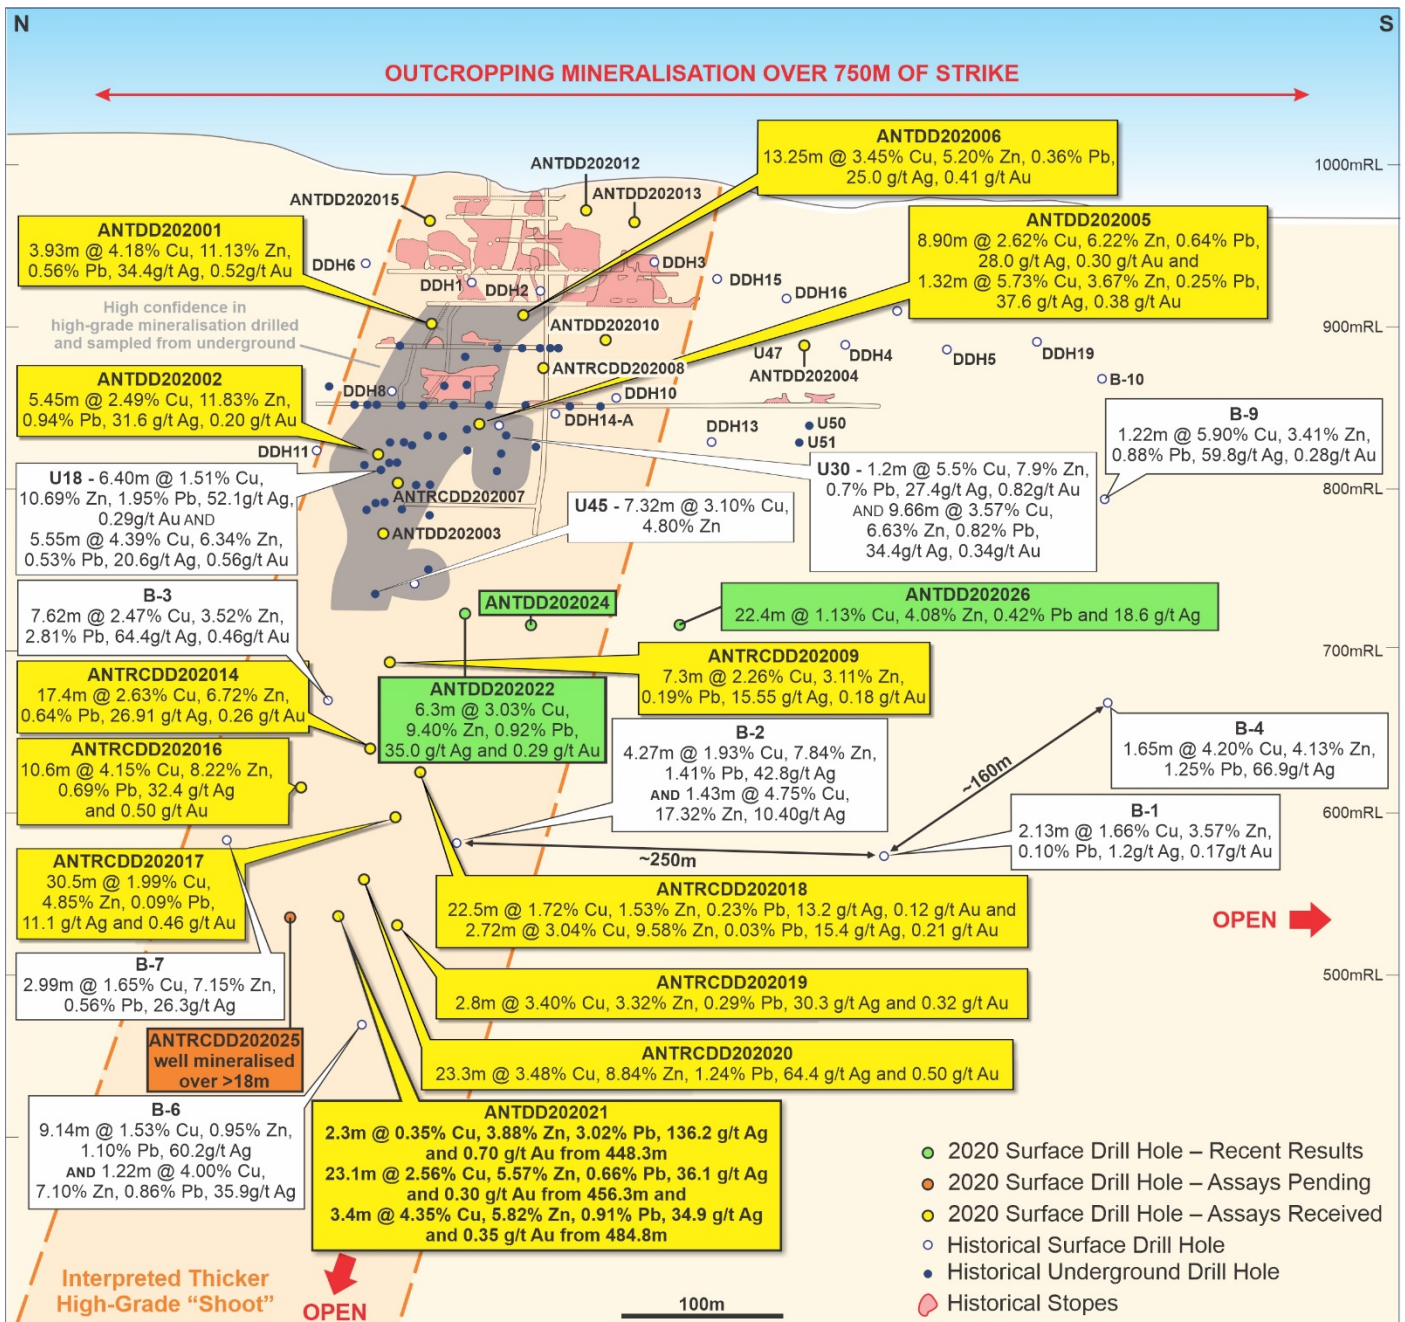 N
S
OUTCROPPING MINERALISATION OVER 750M OF STRIKE
ANTDD202006
13.25m @ 3.45% Cu, 5.20% Zn, 0.36% Pb,
25.0 g/t Ag, 0.41 g/t Au
1000mRL
ANTDD202012
ANTDD202013
ANTDD202015
ANTDD202001
3.93m @ 4.18% Cu, 11.13% Zn,
0.56% Pb, 34.4g/t Ag, 0.52g/t Au
ANTDD202005
8.90m @ 2.62% Cu, 6.22% Zn, 0.64% Pb,
28.0 g/t Ag, 0.30 g/t Au and
1.32m @ 5.73% Cu, 3.67% Zn, 0.25% Pb,
37.6 g/t Ag, 0.38 g/t Au
DDH6
DDH1
DDH2
DDH3
DDH15
DDH16
High confidence in
high-grade mineralisation drilled
and sampled from underground
900mRL
ANTDD202010
U47
ANTDD202004
DDH4
DDH5
DDH19
B-10
ANTRCDD202008
ANTDD202002
5.45m @ 2.49% Cu, 11.83% Zn,
0.94% Pb, 31.6 g/t Ag, 0.20 g/t Au
DDH8
DDH10
DDH14-A
DDH13
U50
U51
DDH11
B-9
1.22m @ 5.90% Cu, 3.41% Zn,
0.88% Pb, 59.8g/t Ag, 0.28g/t Au
U18 - 6.40m @ 1.51% Cu,
10.69% Zn, 1.95% Pb, 52.1g/t Ag,
0.29g/t Au AND
5.55m @ 4.39% Cu, 6.34% Zn,
0.53% Pb, 20.6g/t Ag, 0.56g/t Au
ANTRCDD202007
ANTDD202003
U45 - 7.32m @ 3.10% Cu,
4.80% Zn
U30 - 1.2m @ 5.5% Cu, 7.9% Zn,
0.7% Pb, 27.4g/t Ag, 0.82g/t Au
AND 9.66m @ 3.57% Cu,
6.63% Zn, 0.82% Pb,
34.4g/t Ag, 0.34g/t Au
800mRL
B-3
7.62m @ 2.47% Cu, 3.52% Zn,
2.81% Pb, 64.4g/t Ag, 0.46g/t Au
ANTDD202024
ANTDD202026
22.4m @ 1.13% Cu, 4.08% Zn, 0.42% Pb and 18.6 g/t Ag
700mRL
ANTRCDD202009
7.3m @ 2.26% Cu, 3.11% Zn,
0.19% Pb, 15.55 g/t Ag, 0.18 g/t Au
ANTRCDD202014
17.4m @ 2.63% Cu, 6.72% Zn,
0.64% Pb, 26.91 g/t Ag, 0.26 g/t Au
ANTDD202022
6.3m @ 3.03% Cu,
9.40% Zn, 0.92% Pb,
35.0 g/t Ag and 0.29 g/t Au
B-2
4.27m @ 1.93% Cu, 7.84% Zn,
1.41% Pb, 42.8g/t Ag
AND 1.43m @ 4.75% Cu,
17.32% Zn, 10.40g/t Ag
B-4
1.65m @ 4.20% Cu, 4.13% Zn,
1.25% Pb, 66.9g/t Ag
~160m
ANTRCDD202016
10.6m @ 4.15% Cu, 8.22% Zn,
0.69% Pb, 32.4 g/t Ag
and 0.50 g/t Au
600mRL
B-1
2.13m @ 1.66% Cu, 3.57% Zn,
0.10% Pb, 1.2g/t Ag, 0.17g/t Au
~250m
ANTRCDD202017
30.5m @ 1.99% Cu,
4.85% Zn, 0.09% Pb,
11.1 g/t Ag and 0.46 g/t Au
ANTRCDD202018
22.5m @ 1.72% Cu, 1.53% Zn, 0.23% Pb, 13.2 g/t Ag, 0.12 g/t Au and
2.72m @ 3.04% Cu, 9.58% Zn, 0.03% Pb, 15.4 g/t Ag, 0.21 g/t Au
OPEN
B-7
2.99m @ 1.65% Cu, 7.15% Zn,
0.56% Pb, 26.3g/t Ag
500mRL
ANTRCDD202019
2.8m @ 3.40% Cu, 3.32% Zn, 0.29% Pb, 30.3 g/t Ag and 0.32 g/t Au
ANTRCDD202025
well mineralised
over >18m
ANTRCDD202020
23.3m @ 3.48% Cu, 8.84% Zn, 1.24% Pb, 64.4 g/t Ag and 0.50 g/t Au
B-6
9.14m @ 1.53% Cu, 0.95% Zn,
1.10% Pb, 60.2g/t Ag
AND 1.22m @ 4.00% Cu,
7.10% Zn, 0.86% Pb, 35.9g/t Ag
ANTDD202021
2.3m @ 0.35% Cu, 3.88% Zn, 3.02% Pb, 136.2 g/t Ag
and 0.70 g/t Au from 448.3m
23.1m @ 2.56% Cu, 5.57% Zn, 0.66% Pb, 36.1 g/t Ag
and 0.30 g/t Au from 456.3m and
3.4m @ 4.35% Cu, 5.82% Zn, 0.91% Pb, 34.9 g/t Ag
and 0.35 g/t Au from 484.8m
2020 Surface Drill Hole – Recent Results
2020 Surface Drill Hole – Assays Pending
2020 Surface Drill Hole – Assays Received
Historical Surface Drill Hole
Historical Underground Drill Hole
Historical Stopes
Interpreted Thicker
High-Grade “Shoot”
OPEN
100m